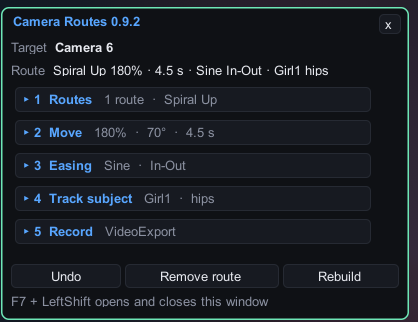 Camera Routes 0.9.2 x
Target Camera 6
Route Spiral Up 180% · 4.5 s · Sine In-Out · Girl1 hips
▸ 1 Routes 1 route · Spiral Up
▸ 2 Move 180% · 70° · 4.5 s
▸ 3 Easing Sine · In-Out
▸ 4 Track subject Girl1 · hips
▸ 5 Record VideoExport
Undo Remove route Rebuild
F7 + LeftShift opens and closes this window